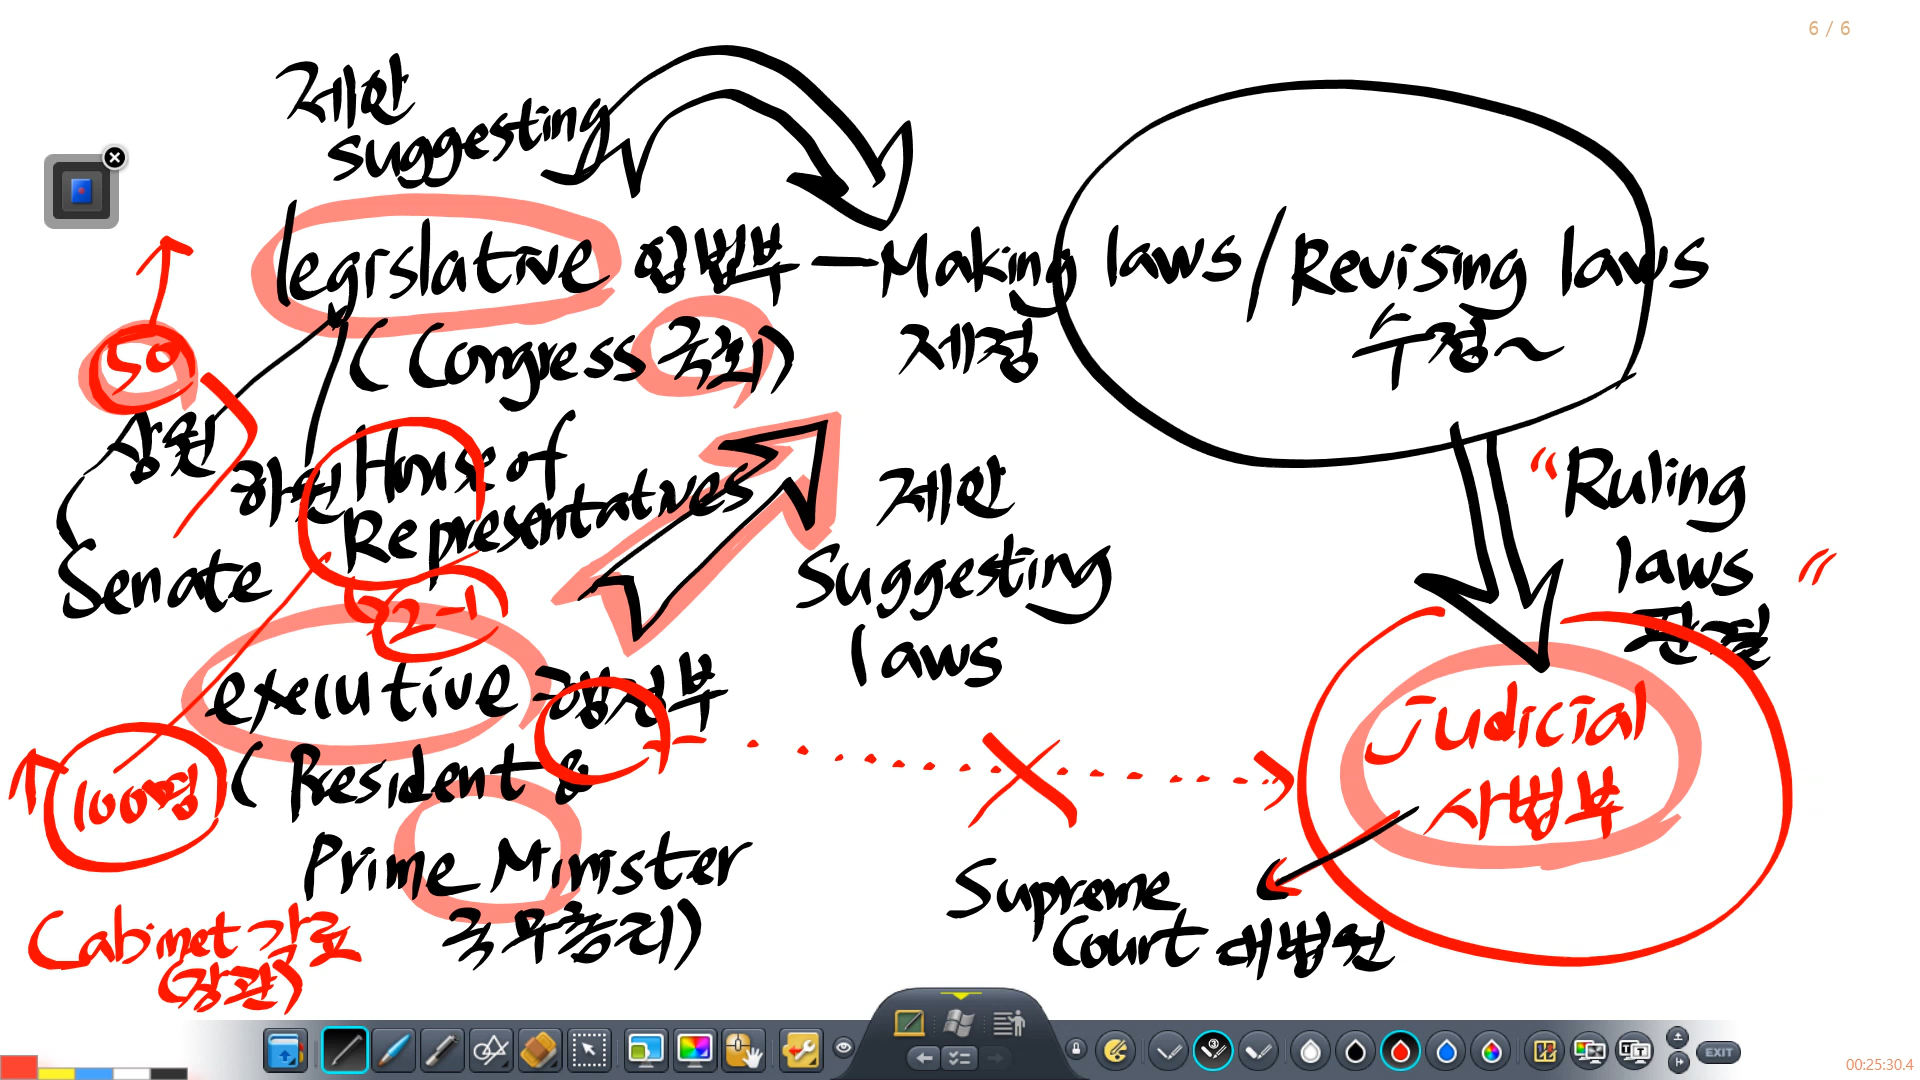 6 / 6
제안
suggesting
legislative 입법부 — Making laws / Revising laws
(Congress 국회)
제정
수정~
50
상원
Senate
하원 House of
Representatives
22-1
제안
Suggesting
laws
"Ruling
laws"
판결
executive 행정부
(President &
Prime Minister
국무총리)
100명
Cabinet 각료
(장관)
judicial
사법부
Supreme
Court 대법원
EXIT
00:25:30.4